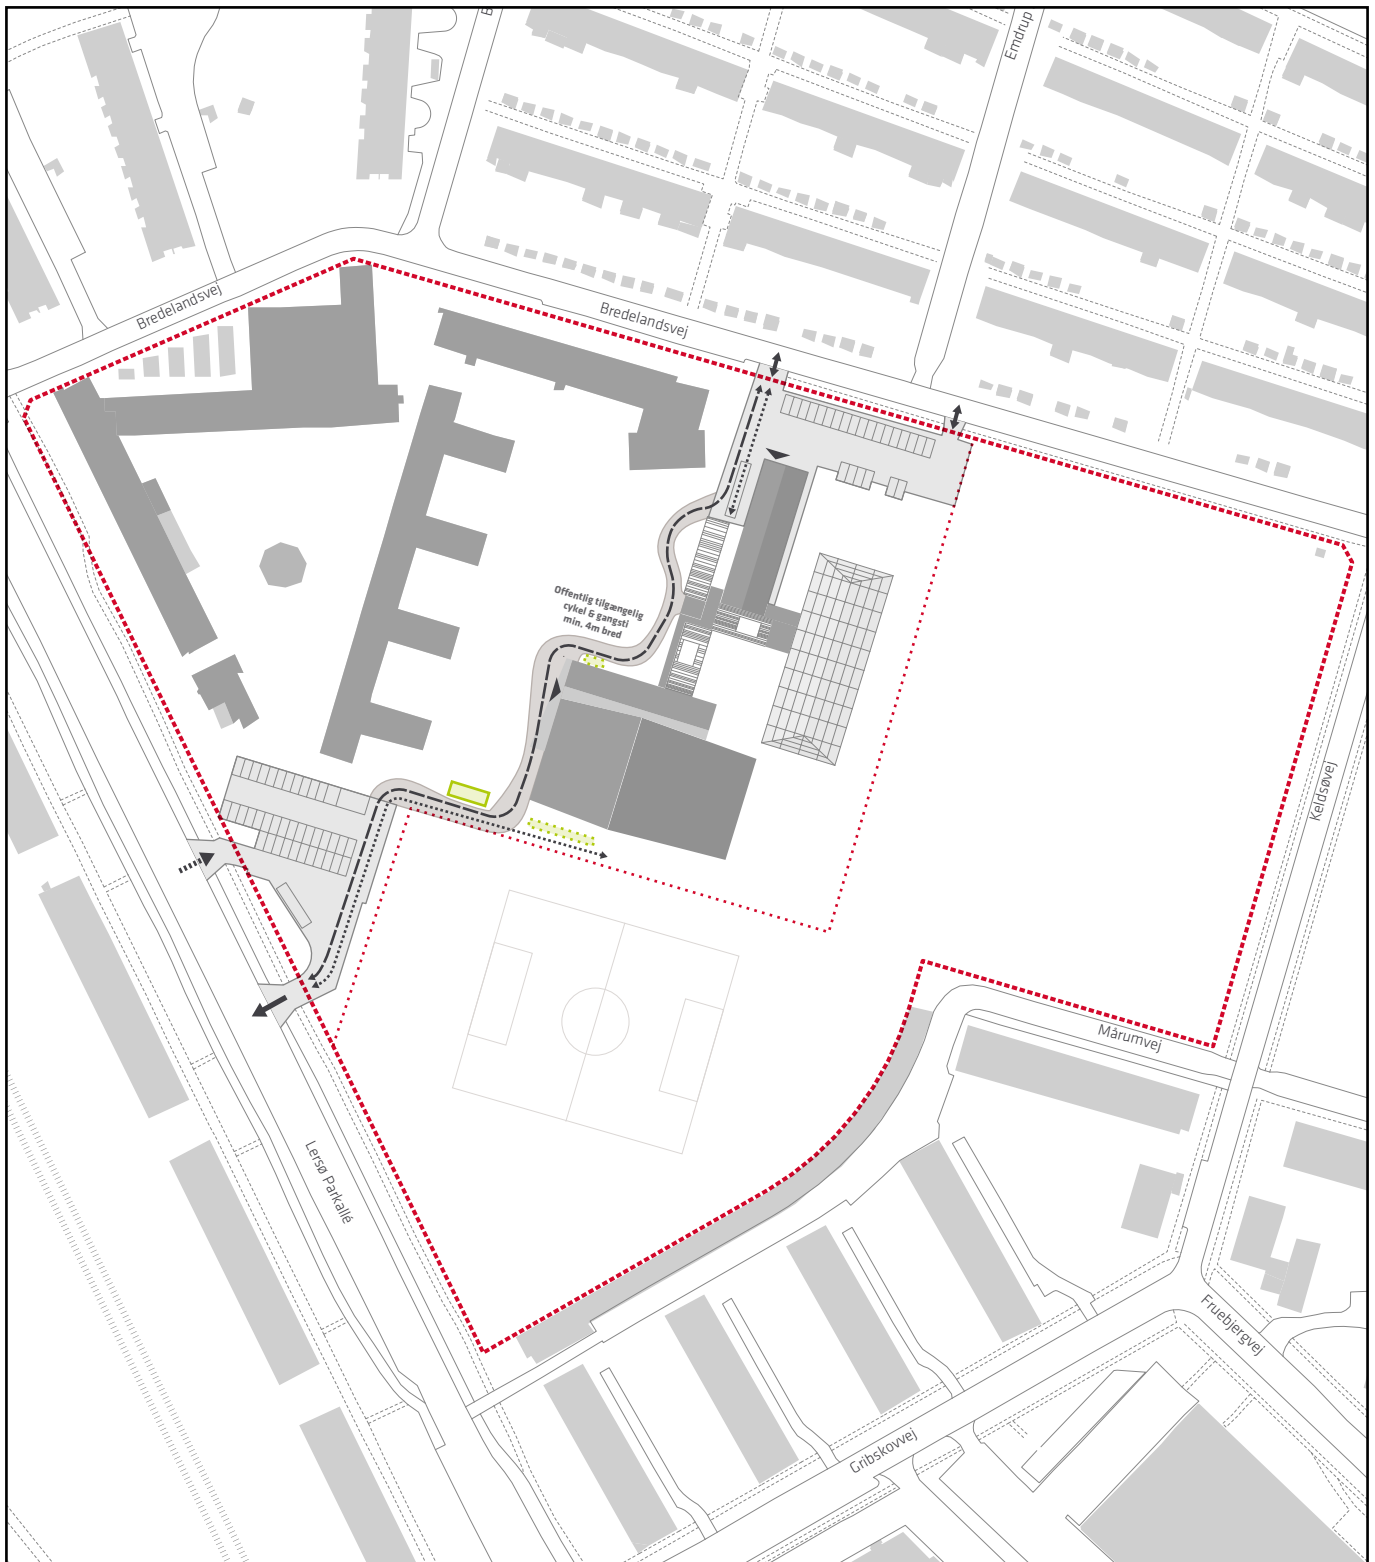 Emdrup
Bredelandsvej
Bredelandsvej
Offentlig tilgængelig
cykel & gangsti
min. 4m bred
Keldsøvej
Mårumvej
Lersø Parkallé
Fruebjergvej
Gribskovvej